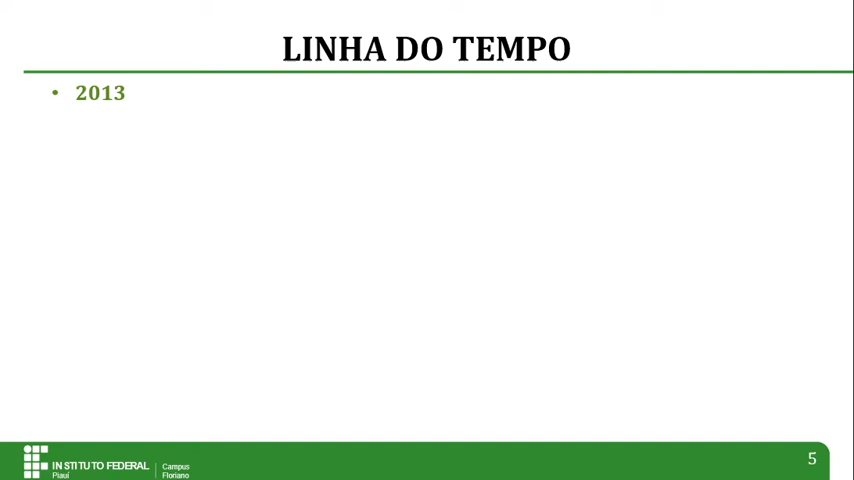 LINHA DO TEMPO
• 2013
INSTITUTO FEDERAL
Piauí
Campus
Floriano
5